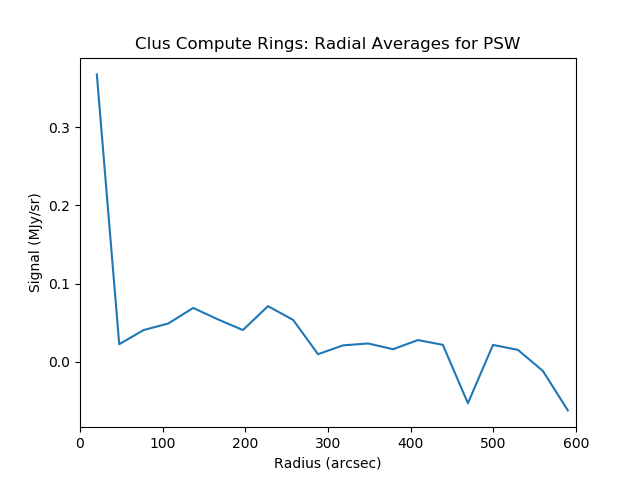 Clus Compute Rings: Radial Averages for PSW
Signal (MJy/sr)
0.3
0.2
0.1
0.0
0 100 200 300 400 500 600
Radius (arcsec)